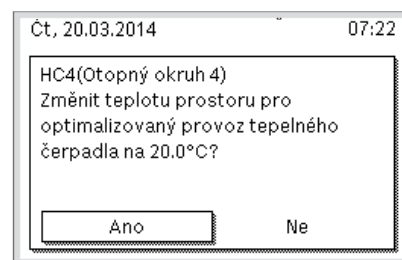 Čt, 20.03.2014 07:22
HC4(Otopný okruh 4)
Změnit teplotu prostoru pro
optimalizovaný provoz tepelného
čerpadla na 20.0°C?
Ano Ne